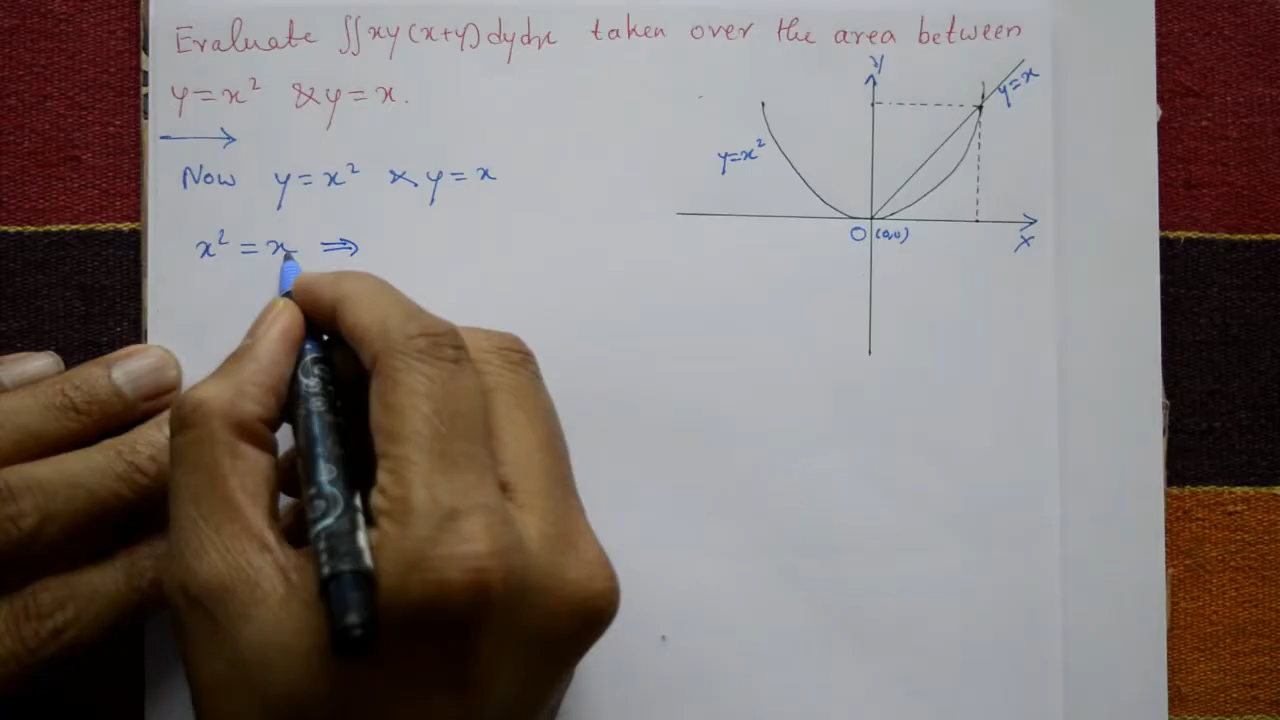 Evaluate ∬xy(x+y)dydx taken over the area between
y=x² & y=x.
Now y=x² & y=x
x²=x ⇒
y
y=x
y=x²
O (0,0)
x